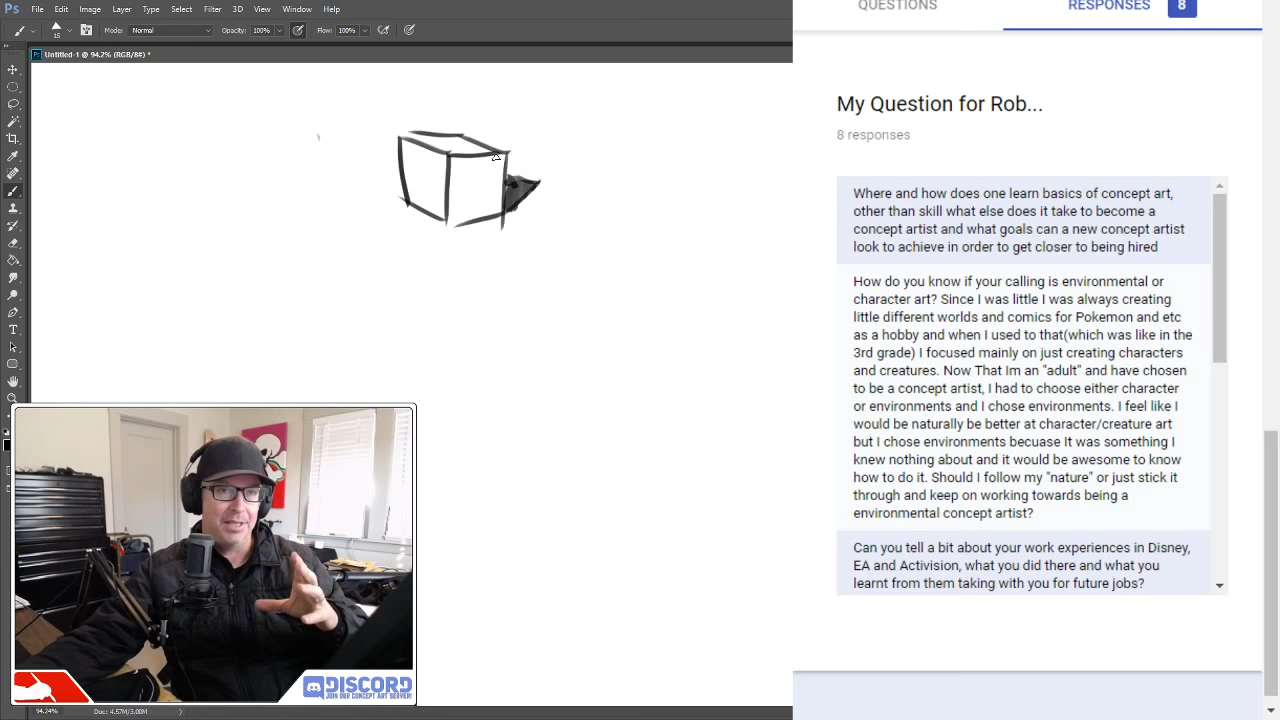 Ps File Edit Image Layer Type Select Filter 3D View Window Help
15 Mode: Normal Opacity: 100% Flow: 100%
Untitled-1 @ 94.2% (RGB/8#) *
QUESTIONS RESPONSES 8
My Question for Rob...
8 responses
Where and how does one learn basics of concept art,
other than skill what else does it take to become a
concept artist and what goals can a new concept artist
look to achieve in order to get closer to being hired
How do you know if your calling is environmental or
character art? Since I was little I was always creating
little different worlds and comics for Pokemon and etc
as a hobby and when I used to that(which was like in the
3rd grade) I focused mainly on just creating characters
and creatures. Now That Im an "adult" and have chosen
to be a concept artist, I had to choose either character
or environments and I chose environments. I feel like I
would be naturally be better at character/creature art
but I chose environments becuase It was something I
knew nothing about and it would be awesome to know
how to do it. Should I follow my "nature" or just stick it
through and keep on working towards being a
environmental concept artist?
Can you tell a bit about your work experiences in Disney,
EA and Activision, what you did there and what you
learnt from them taking with you for future jobs?
DISCORD
JOIN OUR CONCEPT ART SERVER!
94.24% Doc: 4.57M/3.00M